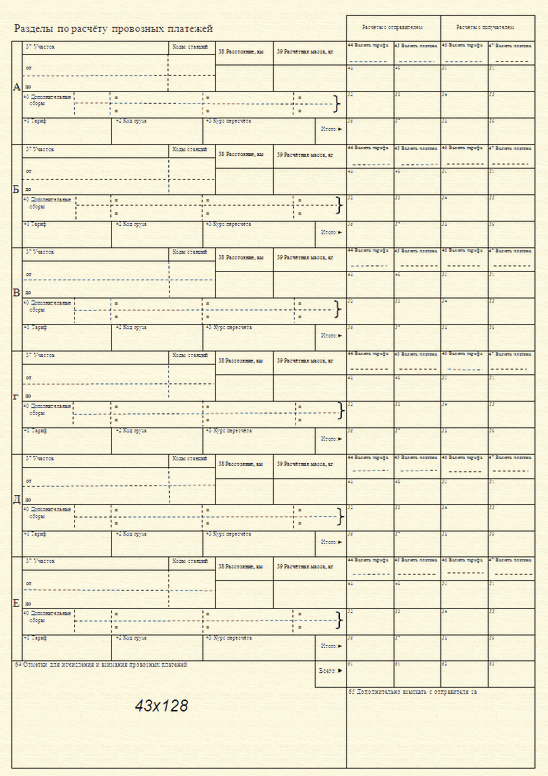 Разделы по расчёту провозных платежей
Расчёты с отправителем Расчёты с получателем
А
37 Участок Коды станций 38 Расстояние, км 39 Расчётная масса, кг 44 Валюта тарифа 45 Валюта платежа 46 Валюта тарифа 47 Валюта платежа
от 48 49 50 51
до
40 Дополнительные = = = 52 53 54 55
сборы = = =
41 Тариф 42 Код груза 43 Курс пересчёта Итого: ► 56 57 58 59
Б
37 Участок Коды станций 38 Расстояние, км 39 Расчётная масса, кг 44 Валюта тарифа 45 Валюта платежа 46 Валюта тарифа 47 Валюта платежа
от 48 49 50 51
до
40 Дополнительные = = = 52 53 54 55
сборы = = =
41 Тариф 42 Код груза 43 Курс пересчёта Итого: ► 56 57 58 59
В
37 Участок Коды станций 38 Расстояние, км 39 Расчётная масса, кг 44 Валюта тарифа 45 Валюта платежа 46 Валюта тарифа 47 Валюта платежа
от 48 49 50 51
до
40 Дополнительные = = = 52 53 54 55
сборы = = =
41 Тариф 42 Код груза 43 Курс пересчёта Итого: ► 56 57 58 59
Г
37 Участок Коды станций 38 Расстояние, км 39 Расчётная масса, кг 44 Валюта тарифа 45 Валюта платежа 46 Валюта тарифа 47 Валюта платежа
от 48 49 50 51
до
40 Дополнительные = = = 52 53 54 55
сборы = = =
41 Тариф 42 Код груза 43 Курс пересчёта Итого: ► 56 57 58 59
Д
37 Участок Коды станций 38 Расстояние, км 39 Расчётная масса, кг 44 Валюта тарифа 45 Валюта платежа 46 Валюта тарифа 47 Валюта платежа
от 48 49 50 51
до
40 Дополнительные = = = 52 53 54 55
сборы = = =
41 Тариф 42 Код груза 43 Курс пересчёта Итого: ► 56 57 58 59
Е
37 Участок Коды станций 38 Расстояние, км 39 Расчётная масса, кг 44 Валюта тарифа 45 Валюта платежа 46 Валюта тарифа 47 Валюта платежа
от 48 49 50 51
до
40 Дополнительные = = = 52 53 54 55
сборы = = =
41 Тариф 42 Код груза 43 Курс пересчёта Итого: ► 56 57 58 59
64 Отметки для исчисления и взимания провозных платежей Всего: ► 60 61 62 63
65 Дополнительно взыскать с отправителя за
43x128